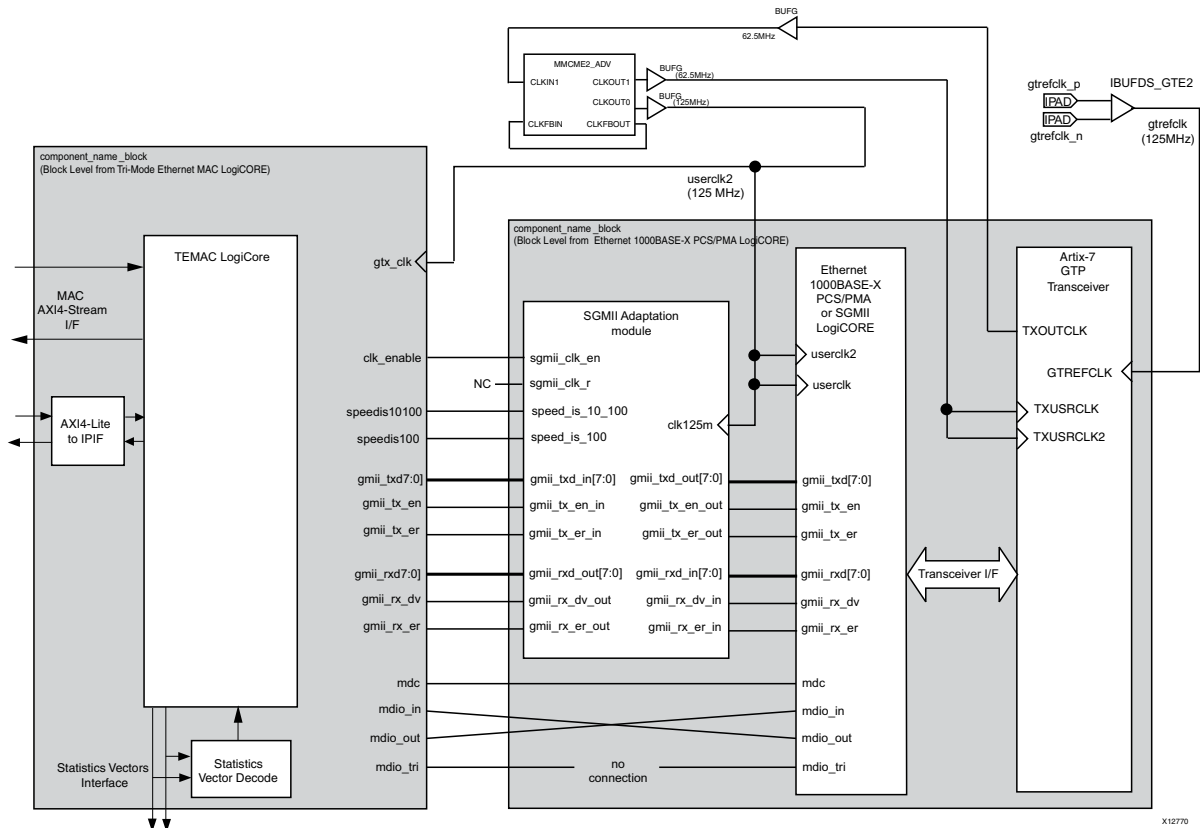 BUFG
62.5MHz
MMCME2_ADV
CLKIN1
CLKOUT1
BUFG
(62.5MHz)
CLKOUT0
BUFG
(125MHz)
CLKFBIN
CLKFBOUT
gtrefclk_p
IPAD
IPAD
gtrefclk_n
IBUFDS_GTE2
gtrefclk
(125MHz)
userclk2
(125 MHz)
component_name_block
(Block Level from Tri-Mode Ethernet MAC LogiCORE)
TEMAC LogiCore
MAC
AXI4-Stream
I/F
AXI4-Lite
to IPIF
Statistics Vectors
Interface
Statistics
Vector Decode
gtx_clk
clk_enable
NC
speedis10100
speedis100
gmii_txd7:0]
gmii_tx_en
gmii_tx_er
gmii_rxd7:0]
gmii_rx_dv
gmii_rx_er
mdc
mdio_in
mdio_out
mdio_tri
no
connection
component_name_block
(Block Level from Ethernet 1000BASE-X PCS/PMA LogiCORE)
SGMII Adaptation
module
sgmii_clk_en
sgmii_clk_r
speed_is_10_100
speed_is_100
clk125m
gmii_txd_in[7:0]
gmii_txd_out[7:0]
gmii_tx_en_in
gmii_tx_en_out
gmii_tx_er_in
gmii_tx_er_out
gmii_rxd_out[7:0]
gmii_rxd_in[7:0]
gmii_rx_dv_out
gmii_rx_dv_in
gmii_rx_er_out
gmii_rx_er_in
Ethernet
1000BASE-X
PCS/PMA
or SGMII
LogiCORE
userclk2
userclk
gmii_txd[7:0]
gmii_tx_en
gmii_tx_er
gmii_rxd[7:0]
gmii_rx_dv
gmii_rx_er
mdc
mdio_in
mdio_out
mdio_tri
Transceiver I/F
Artix-7
GTP
Transceiver
TXOUTCLK
GTREFCLK
TXUSRCLK
TXUSRCLK2
X12770